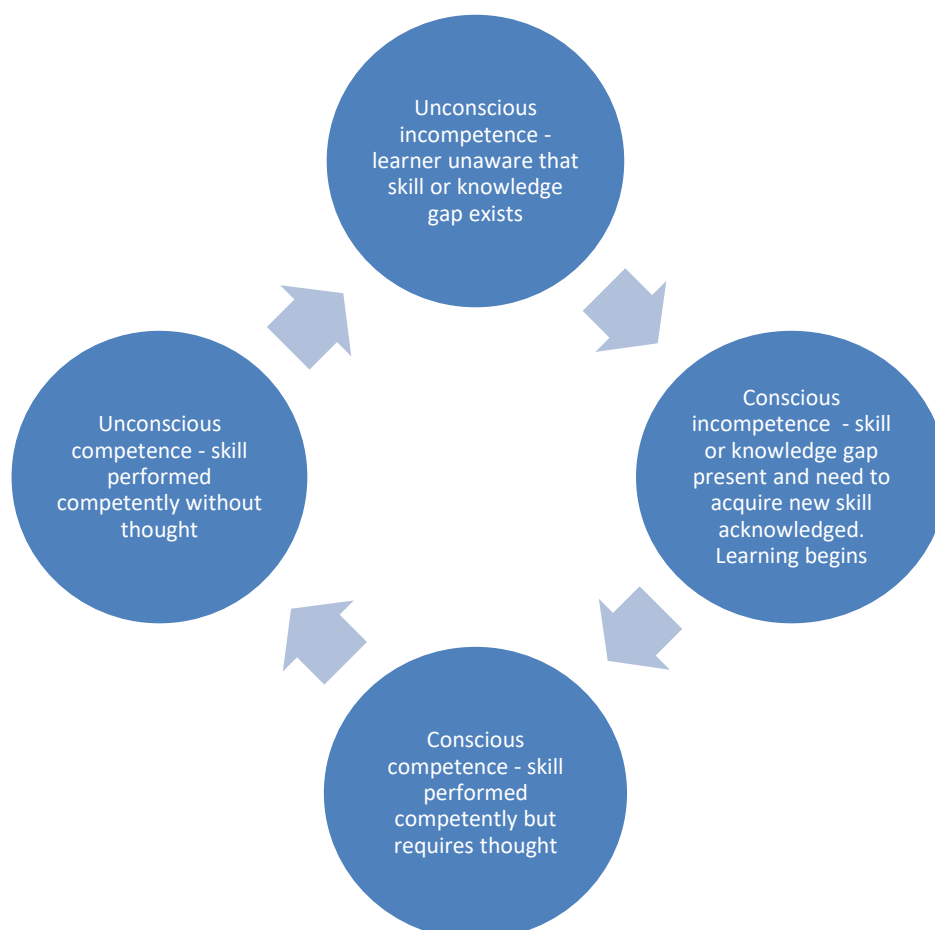 Unconscious
incompetence -
learner unaware that
skill or knowledge
gap exists
Conscious
incompetence  - skill
or knowledge gap
present and need to
acquire new skill
acknowledged.
Learning begins
Conscious
competence - skill
performed
competently but
requires thought
Unconscious
competence - skill
performed
competently without
thought